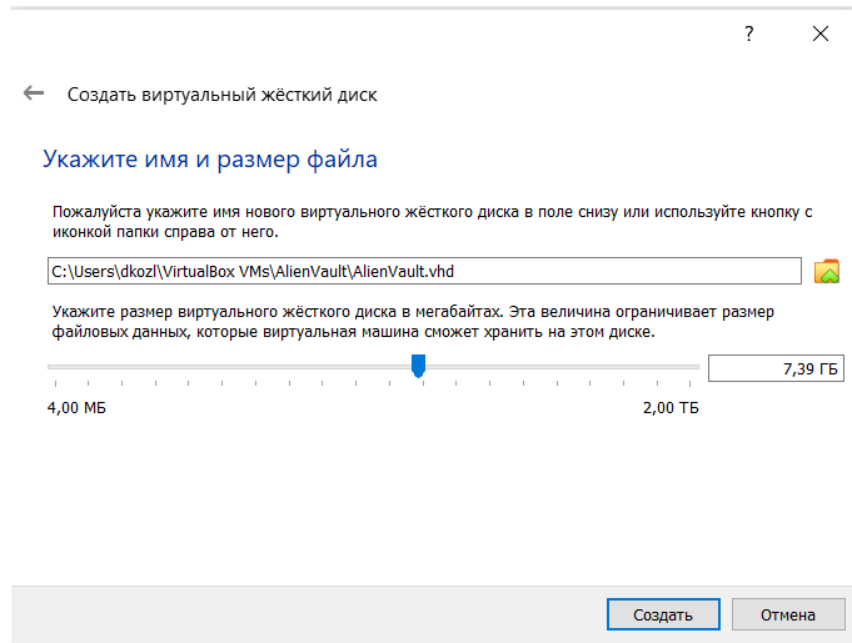 ?
← Создать виртуальный жёсткий диск
Укажите имя и размер файла
Пожалуйста укажите имя нового виртуального жёсткого диска в поле снизу или используйте кнопку с
иконкой папки справа от него.
C:\Users\dkozl\VirtualBox VMs\AlienVault\AlienVault.vhd
Укажите размер виртуального жёсткого диска в мегабайтах. Эта величина ограничивает размер
файловых данных, которые виртуальная машина сможет хранить на этом диске.
7,39 ГБ
4,00 МБ 2,00 ТБ
Создать Отмена